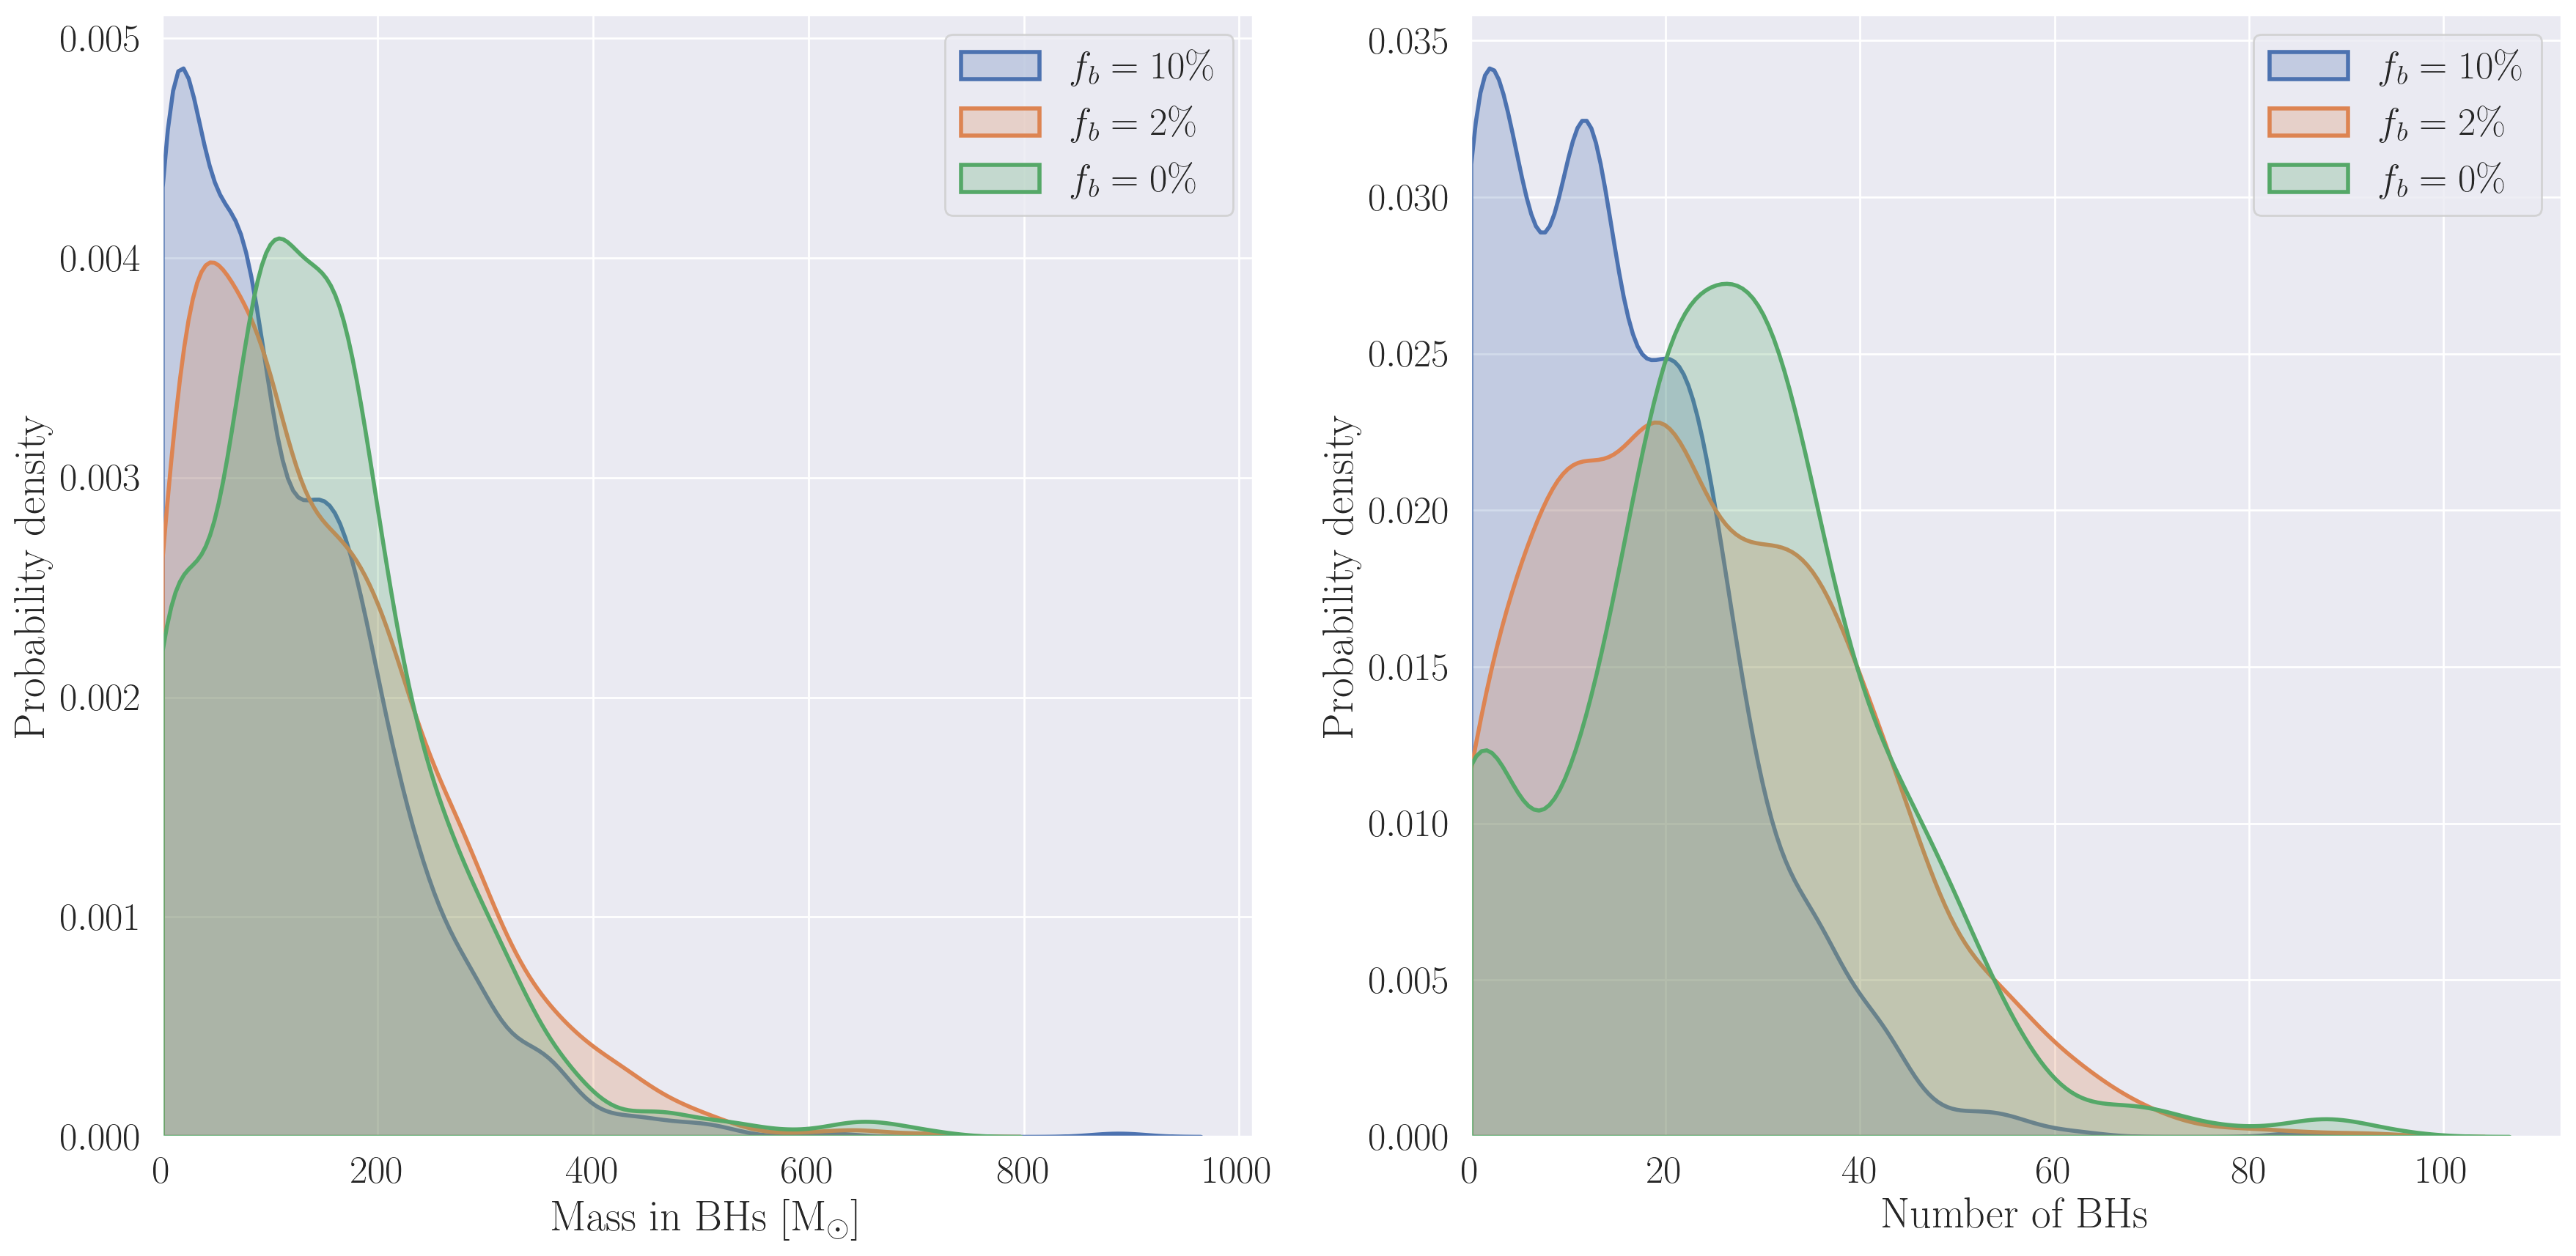 0.005
0.004
0.003
0.002
0.001
0.000
Probability density
0 200 400 600 800 1000
Mass in BHs [M⊙]
f_b = 10%
f_b = 2%
f_b = 0%
0.035
0.030
0.025
0.020
0.015
0.010
0.005
0.000
Probability density
0 20 40 60 80 100
Number of BHs
f_b = 10%
f_b = 2%
f_b = 0%